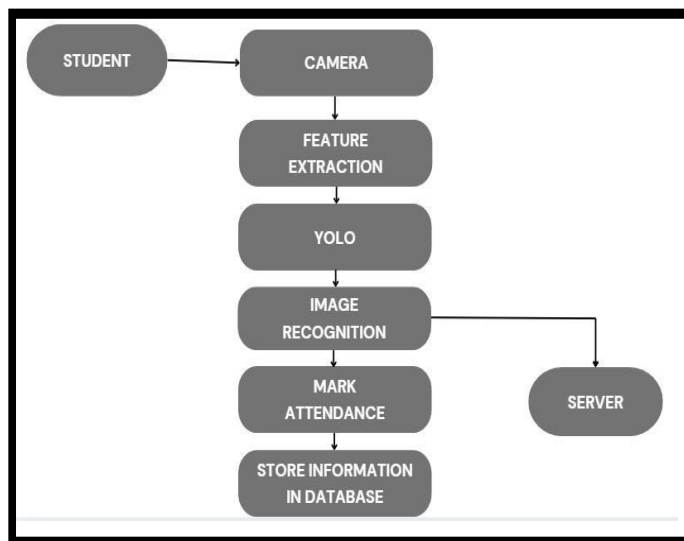 STUDENT
CAMERA
FEATURE
EXTRACTION
YOLO
IMAGE
RECOGNITION
MARK
ATTENDANCE
SERVER
STORE INFORMATION
IN DATABASE